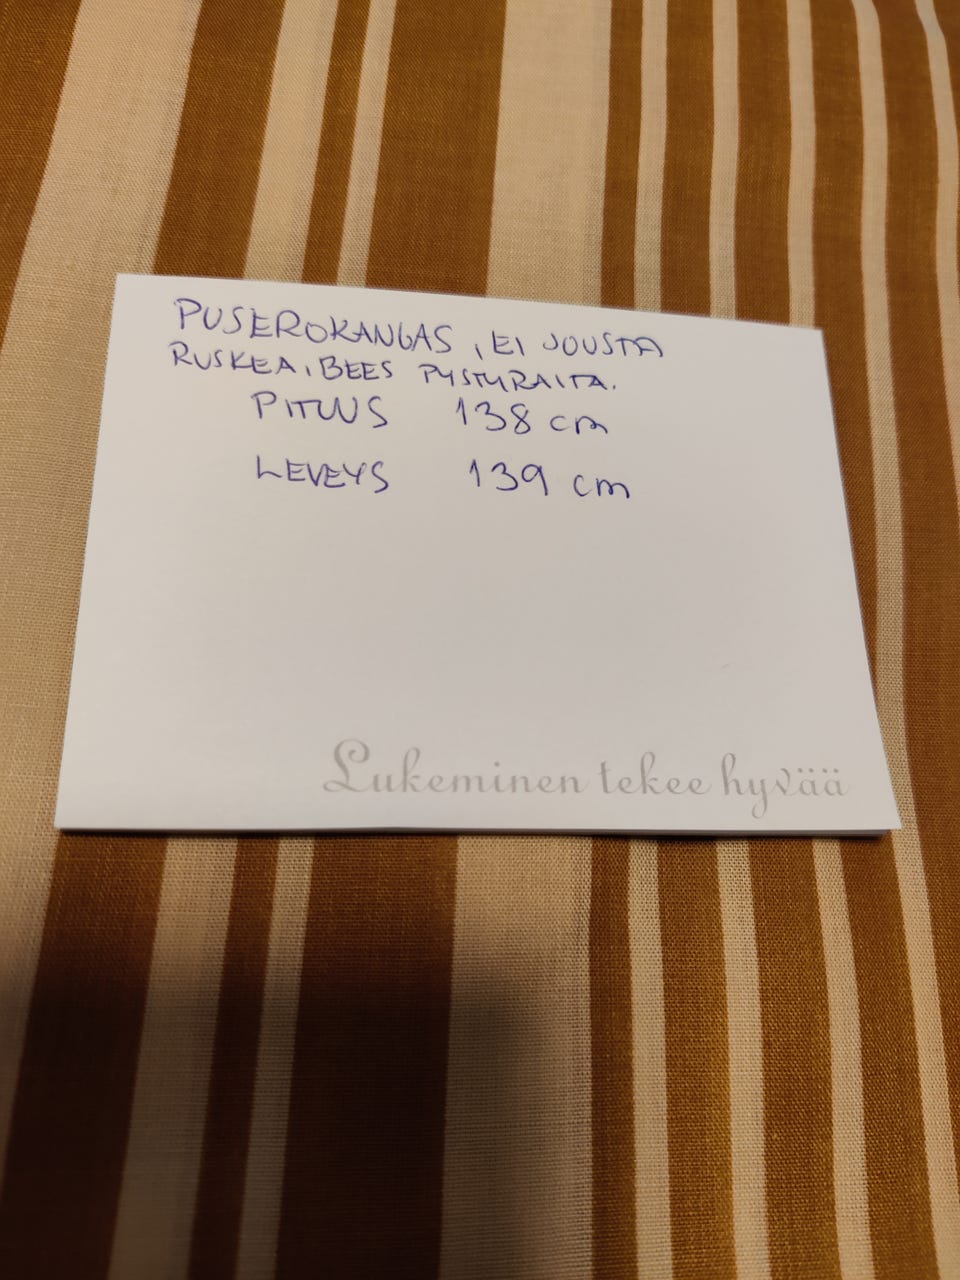 PUSEROKANGAS, EI JOUSTA
RUSKEA, BEES PYSTYRAITA.
PITUUS 138 cm
LEVEYS 139 cm
Lukeminen tekee hyvää